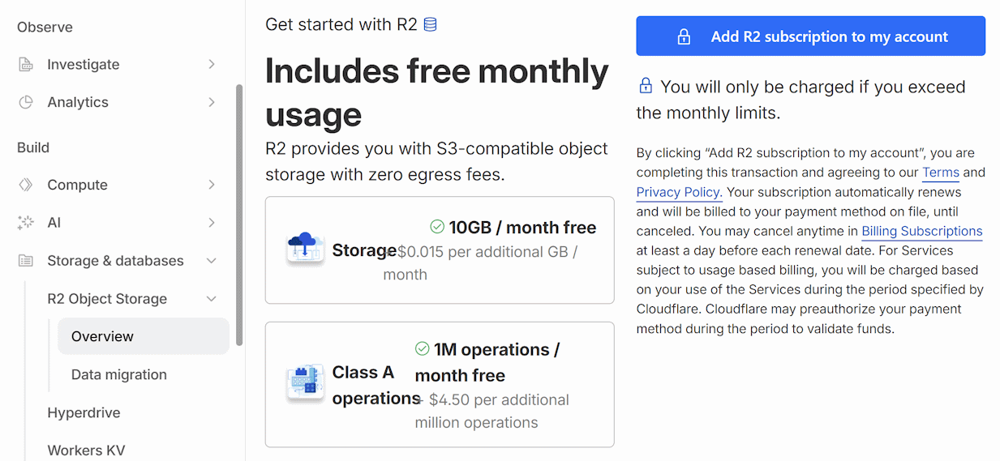 Observe
Investigate
Analytics
Build
Compute
AI
Storage & databases
R2 Object Storage
Overview
Data migration
Hyperdrive
Workers KV
Get started with R2
Includes free monthly
usage
R2 provides you with S3-compatible object
storage with zero egress fees.
Storage
10GB / month free
+ $0.015 per additional GB /
month
Class A
operations
1M operations /
month free
+ $4.50 per additional
million operations
Add R2 subscription to my account
You will only be charged if you exceed
the monthly limits.
By clicking “Add R2 subscription to my account”, you are
completing this transaction and agreeing to our Terms and
Privacy Policy. Your subscription automatically renews
and will be billed to your payment method on file, until
canceled. You may cancel anytime in Billing Subscriptions
at least a day before each renewal date. For Services
subject to usage based billing, you will be charged based
on your use of the Services during the period specified by
Cloudflare. Cloudflare may preauthorize your payment
method during the period to validate funds.